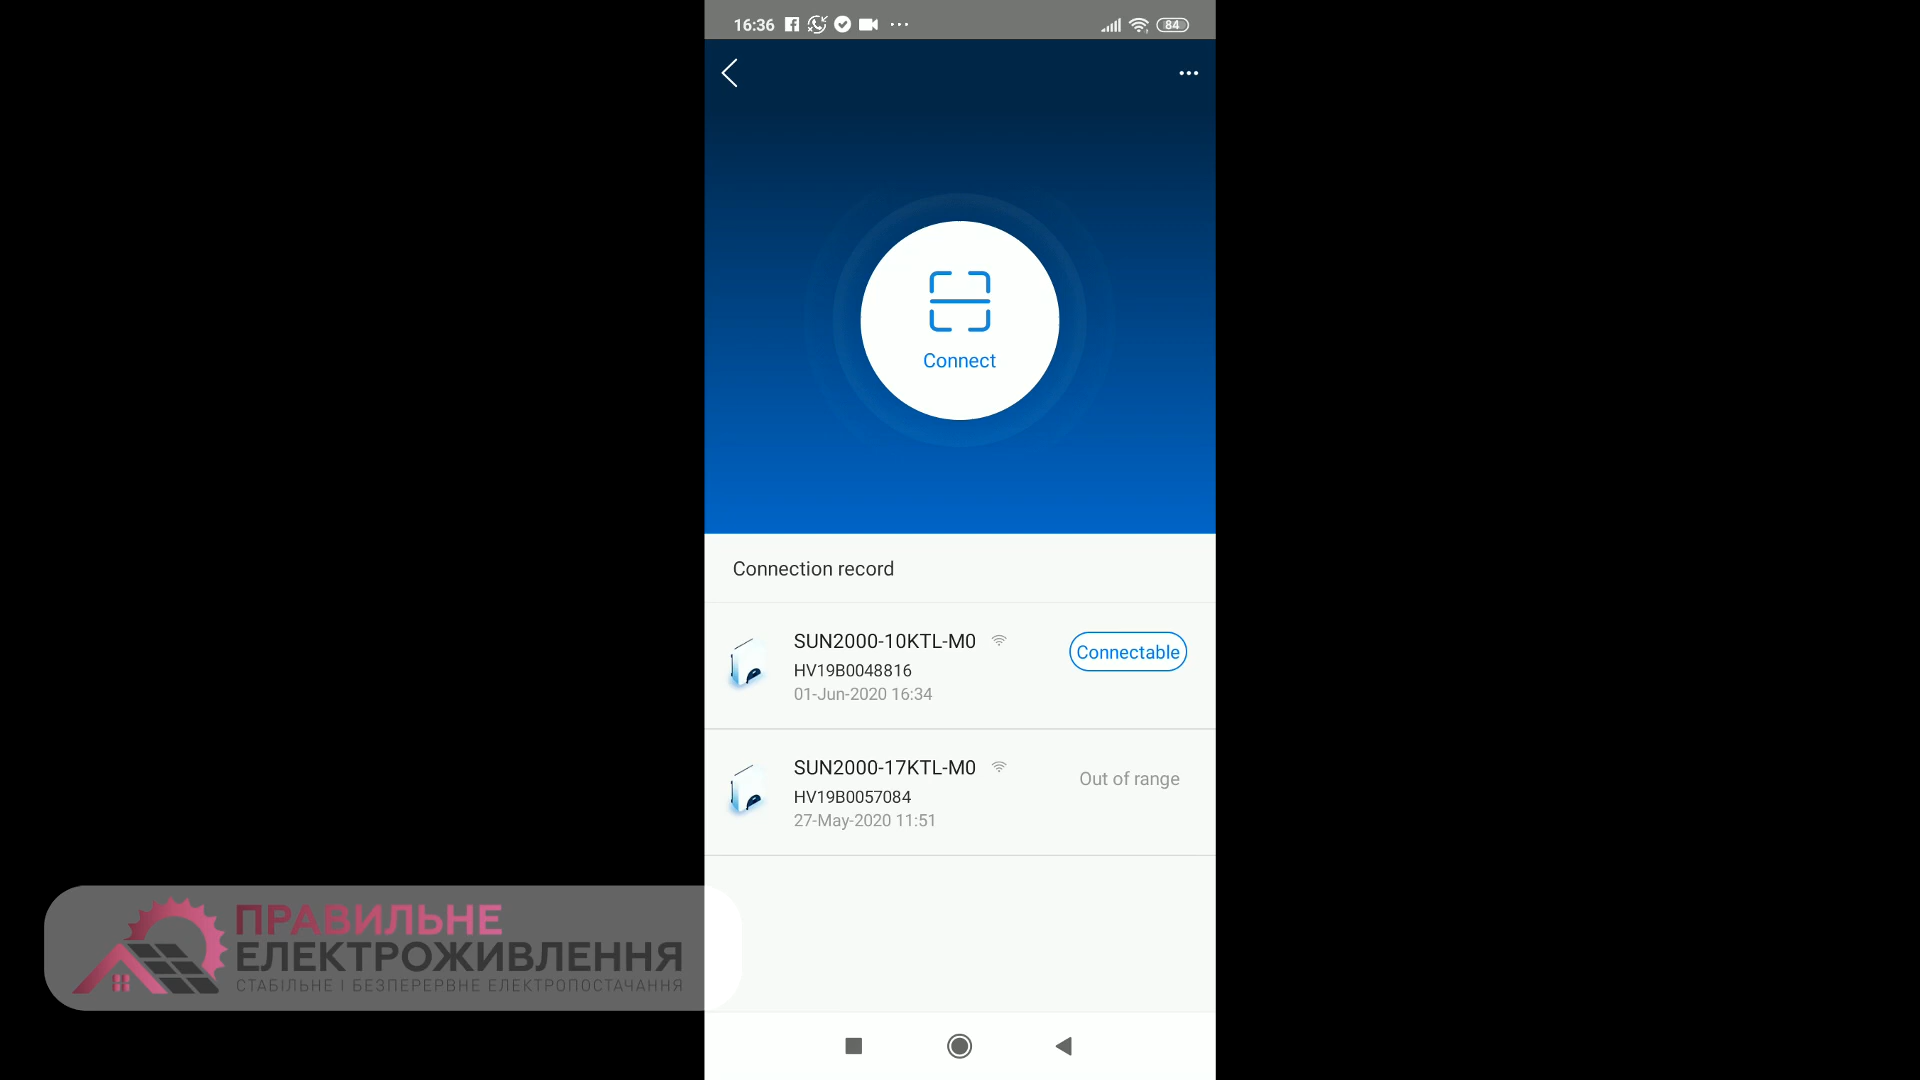 16:36
84
Connect
Connection record
SUN2000-10KTL-M0
HV19B0048816
01-Jun-2020 16:34
Connectable
SUN2000-17KTL-M0
HV19B0057084
27-May-2020 11:51
Out of range
ПРАВИЛЬНЕ
ЕЛЕКТРОЖИВЛЕННЯ
СТАБІЛЬНЕ І БЕЗПЕРЕРВНЕ ЕЛЕКТРОПОСТАЧАННЯ